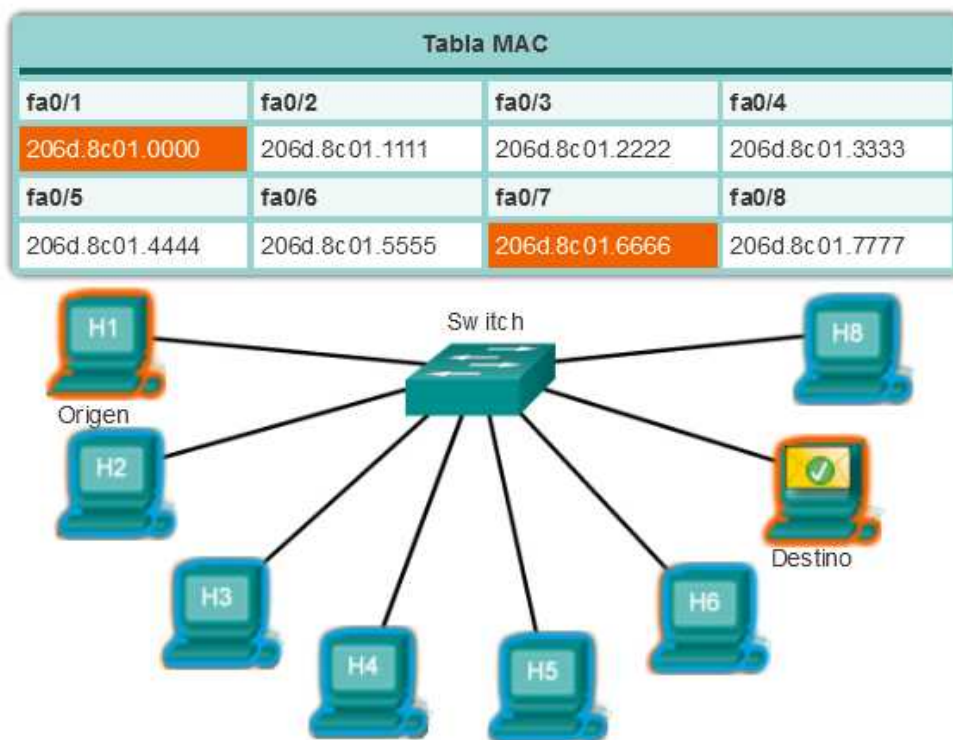 Tabla MAC
fa0/1 fa0/2 fa0/3 fa0/4
206d.8c01.0000 206d.8c01.1111 206d.8c01.2222 206d.8c01.3333
fa0/5 fa0/6 fa0/7 fa0/8
206d.8c01.4444 206d.8c01.5555 206d.8c01.6666 206d.8c01.7777
H1
Switch
H8
Origen
H2
Destino
H3
H6
H4
H5